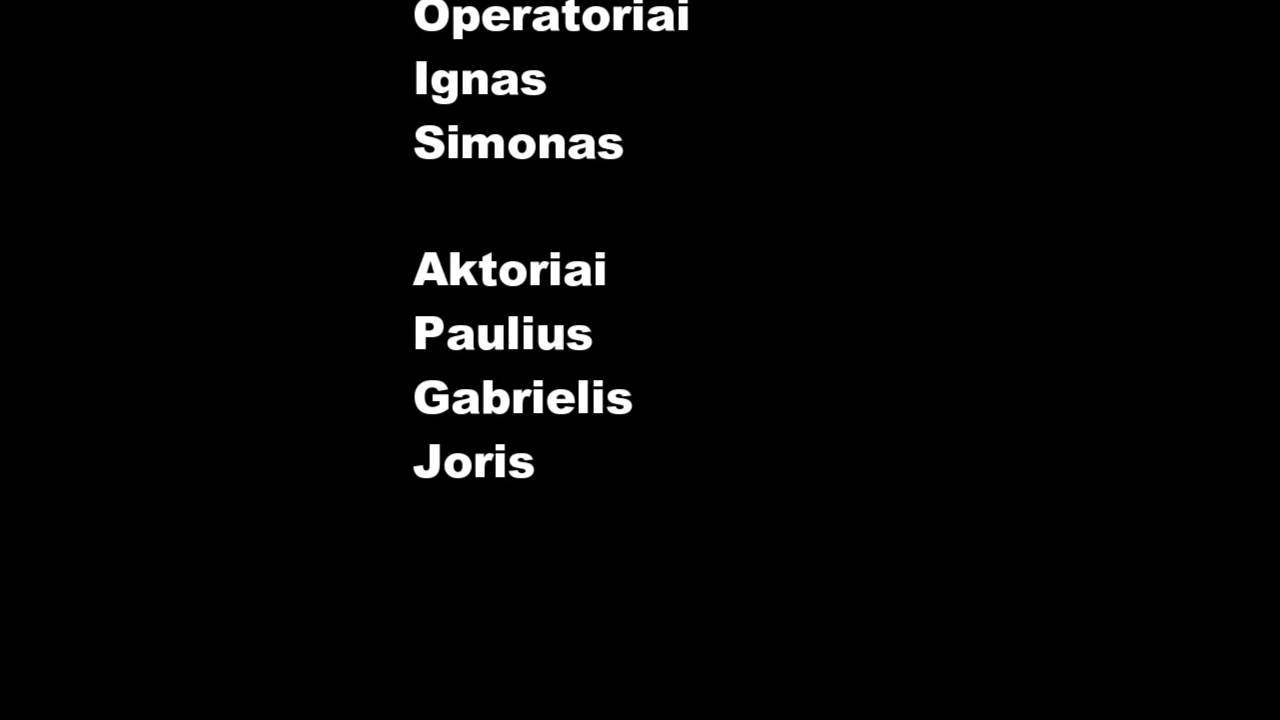 Operatoriai
Ignas
Simonas
Aktoriai
Paulius
Gabrielis
Joris